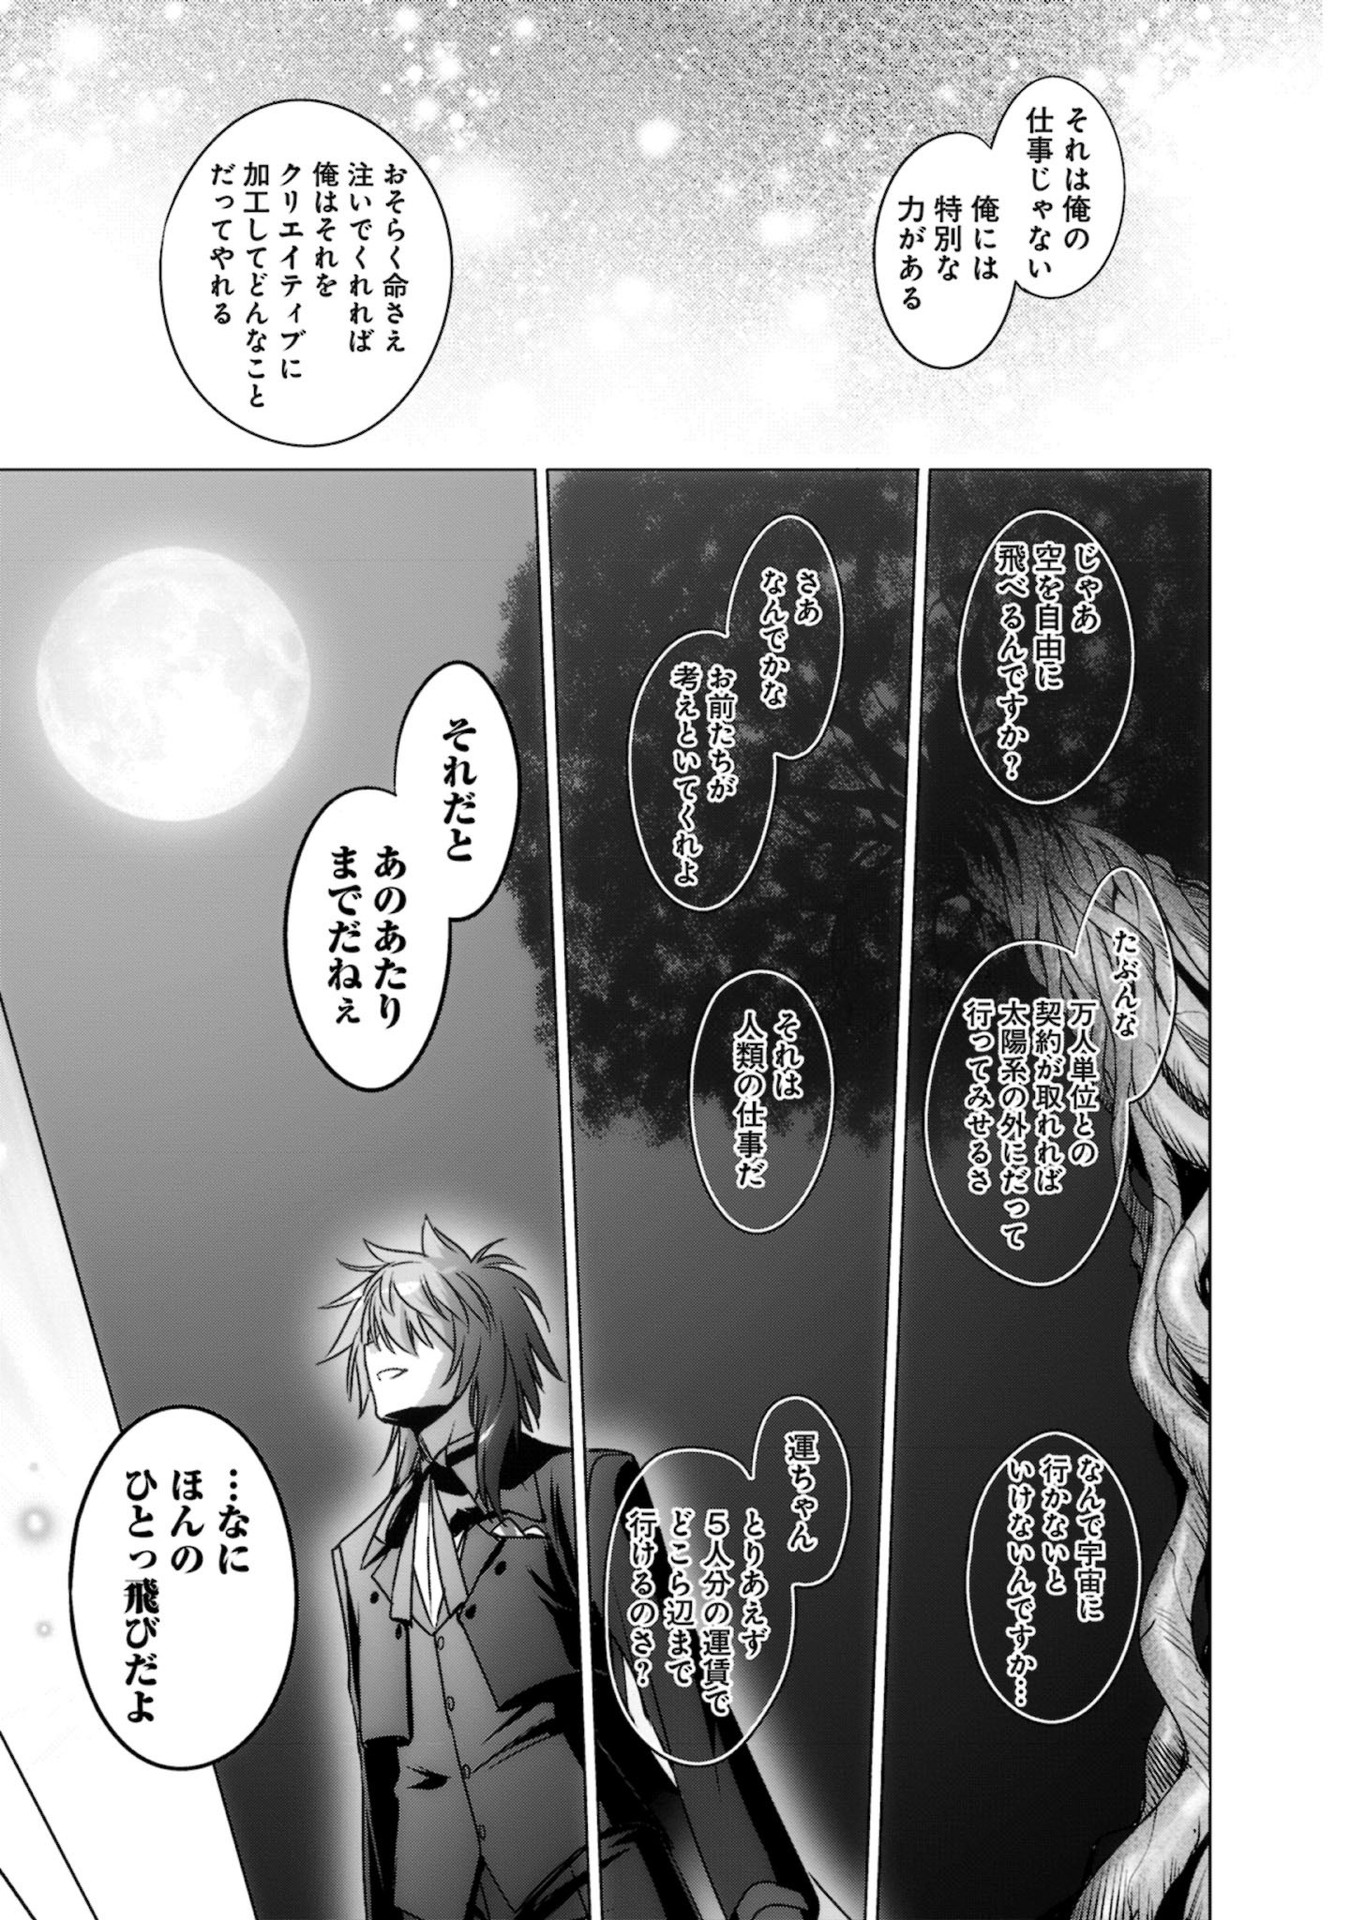 それは俺の
仕事じゃない
俺には
特別な
力がある
おそらく命さえ
注いでくれれば
俺はそれを
クリエイティブに
加工してどんなこと
だってやれる
じゃあ
空を自由に
飛べるんですか？
たぶんな
万人単位との
契約が取れれば
太陽系の外にだって
行ってみせるさ
なんで宇宙に
行かないと
いけないんですか…
さあ
なんでかな
お前たちが
考えといてくれよ
それは
人類の仕事だ
運ちゃん
とりあえず
５人分の運賃で
どこら辺まで
行けるのさ？
それだと
あのあたり
までだねぇ
…なに
ほんの
ひとっ飛びだよ